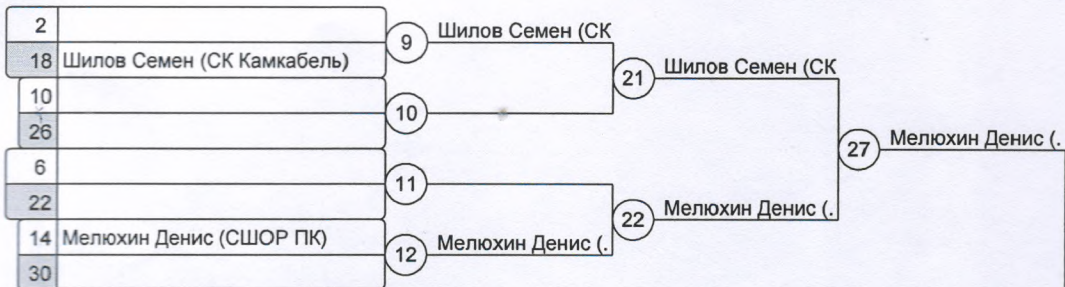 2
9 Шилов Семен (СК
18 Шилов Семен (СК Камкабель)
21 Шилов Семен (СК
10
10
26
27 Мелюхин Денис (.
6
11
22
22 Мелюхин Денис (.
14 Мелюхин Денис (СШОР ПК)
12 Мелюхин Денис (.
30